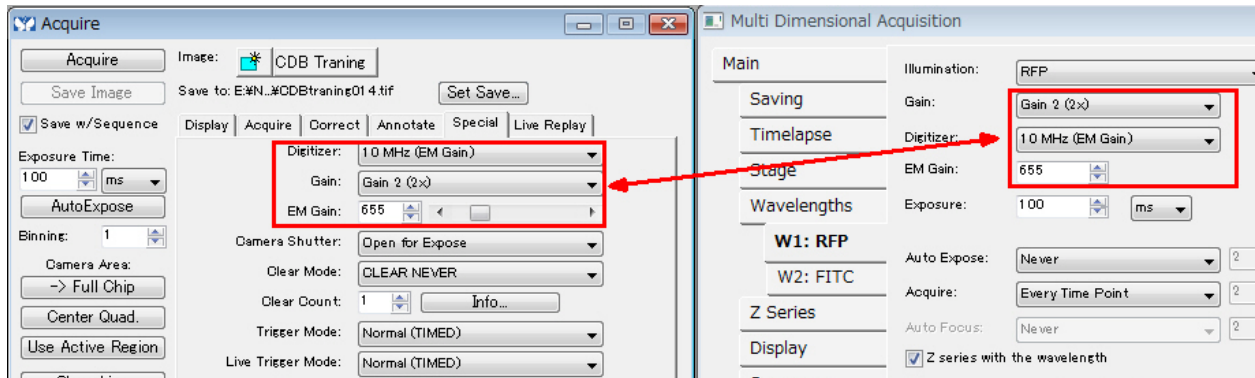 Acquire
Acquire
Save Image
Save w/Sequence
Exposure Time:
100 ms
AutoExpose
Binning: 1
Camera Area:
-> Full Chip
Center Quad.
Use Active Region
Image: CDB Traning
Save to: E:¥N...¥CDBtraning01 4.tif Set Save...
Display Acquire Correct Annotate Special Live Replay
Digitizer: 10 MHz (EM Gain)
Gain: Gain 2 (2x)
EM Gain: 655
Camera Shutter: Open for Expose
Clear Mode: CLEAR NEVER
Clear Count: 1 Info...
Trigger Mode: Normal (TIMED)
Live Trigger Mode: Normal (TIMED)
Multi Dimensional Acquisition
Main
Saving
Timelapse
Stage
Wavelengths
W1: RFP
W2: FITC
Z Series
Display
Illumination: RFP
Gain: Gain 2 (2x)
Digitizer: 10 MHz (EM Gain)
EM Gain: 655
Exposure: 100 ms
Auto Expose: Never 2
Acquire: Every Time Point 2
Auto Focus: Never 2
Z series with the wavelength